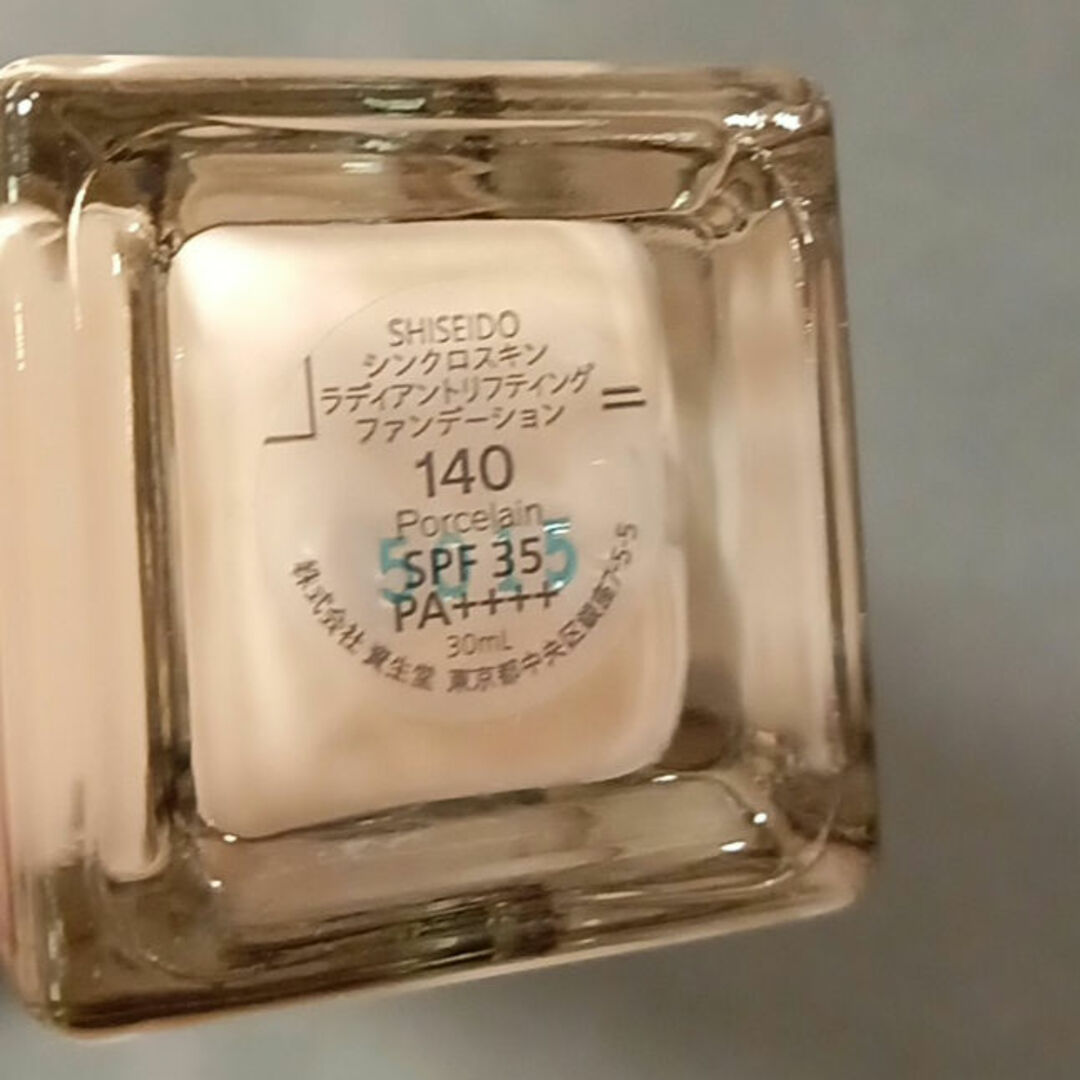 SHISEIDO
シンクロスキン
ラディアントリフティング
ファンデーション
140
Porcelain
SPF 35
PA++++
30mL
株式会社 資生堂 東京都中央区銀座7-5-5